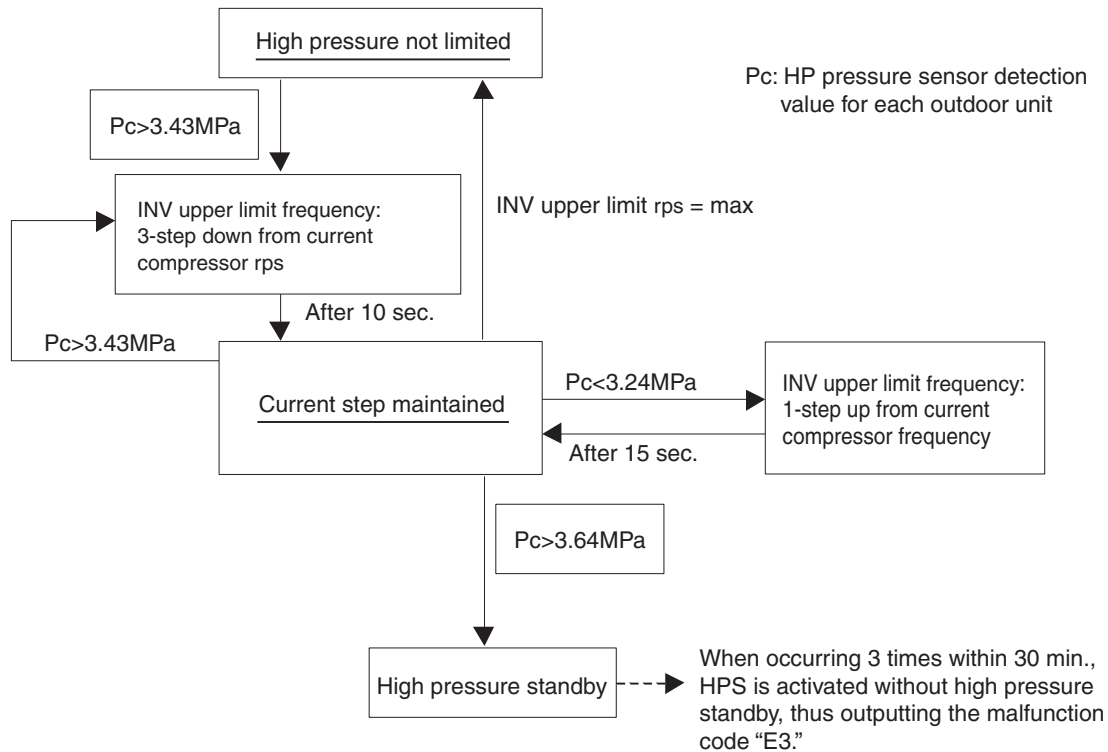 High pressure not limited
Pc: HP pressure sensor detection
value for each outdoor unit
Pc>3.43MPa
INV upper limit frequency:
3-step down from current
compressor rps
INV upper limit rps = max
After 10 sec.
Pc>3.43MPa
Current step maintained
Pc<3.24MPa
After 15 sec.
INV upper limit frequency:
1-step up from current
compressor frequency
Pc>3.64MPa
High pressure standby
When occurring 3 times within 30 min.,
HPS is activated without high pressure
standby, thus outputting the malfunction
code “E3.”